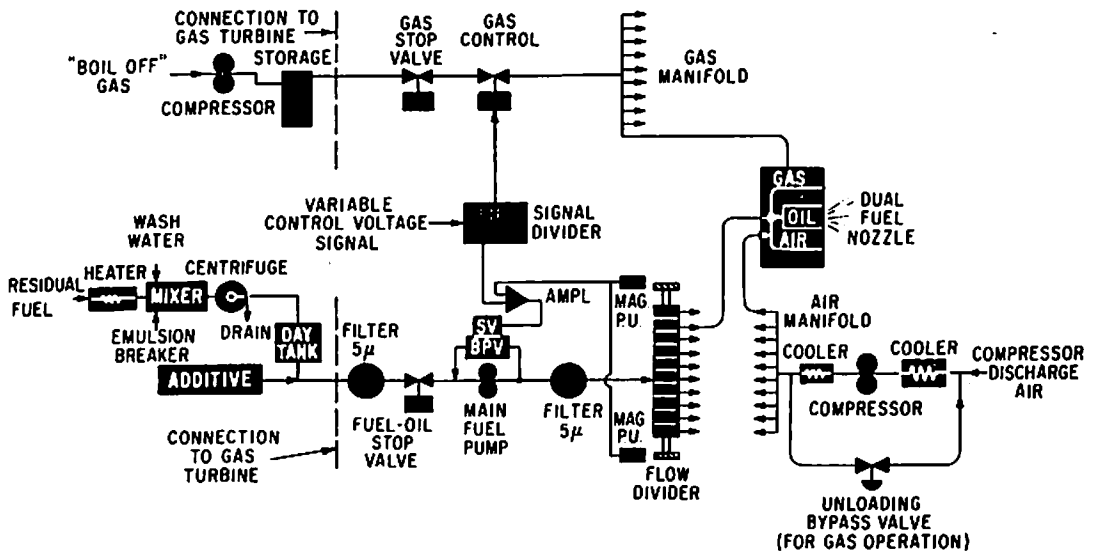 CONNECTION TO
GAS TURBINE
STORAGE
"BOIL OFF"
GAS
COMPRESSOR
GAS
STOP
VALVE
GAS
CONTROL
GAS
MANIFOLD
VARIABLE
CONTROL VOLTAGE
SIGNAL
SIGNAL
DIVIDER
GAS
OIL
AIR
DUAL
FUEL
NOZZLE
WASH
WATER
RESIDUAL
FUEL
HEATER
MIXER
CENTRIFUGE
EMULSION
BREAKER
DRAIN
DAY
TANK
ADDITIVE
FILTER
5μ
FUEL-OIL
STOP
VALVE
SV
BPV
AMPL
MAIN
FUEL
PUMP
FILTER
5μ
MAG.
P.U.
MAG
P.U.
FLOW
DIVIDER
AIR
MANIFOLD
COOLER
COMPRESSOR
COOLER
COMPRESSOR
DISCHARGE
AIR
UNLOADING
BYPASS VALVE
(FOR GAS OPERATION)
CONNECTION
TO GAS
TURBINE